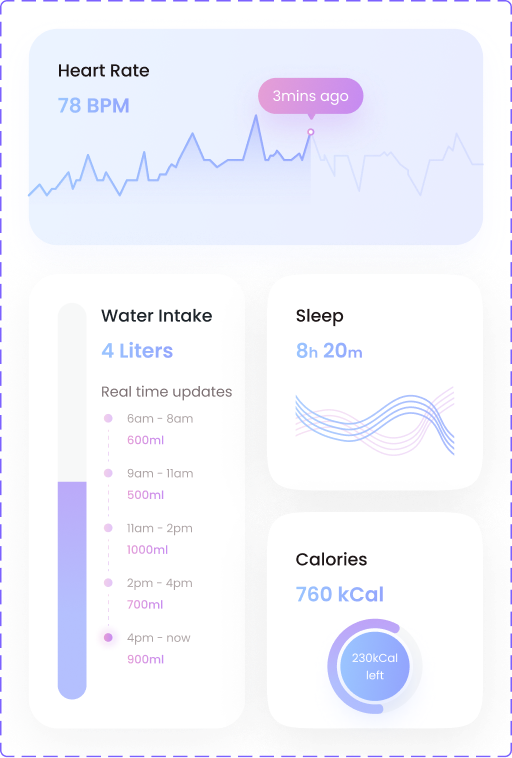 Heart Rate
78 BPM
3mins ago
Water Intake
4 Liters
Real time updates
6am - 8am
600ml
9am - 11am
500ml
11am - 2pm
1000ml
2pm - 4pm
700ml
4pm - now
900ml
Sleep
8h 20m
Calories
760 kCal
230kCal
left